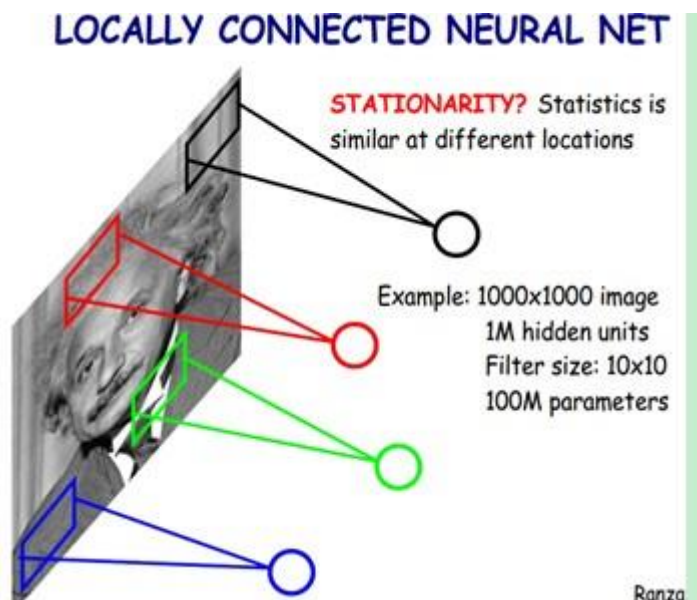 LOCALLY CONNECTED NEURAL NET
STATIONARITY? Statistics is
similar at different locations
Example: 1000x1000 image
1M hidden units
Filter size: 10x10
100M parameters
Ranza